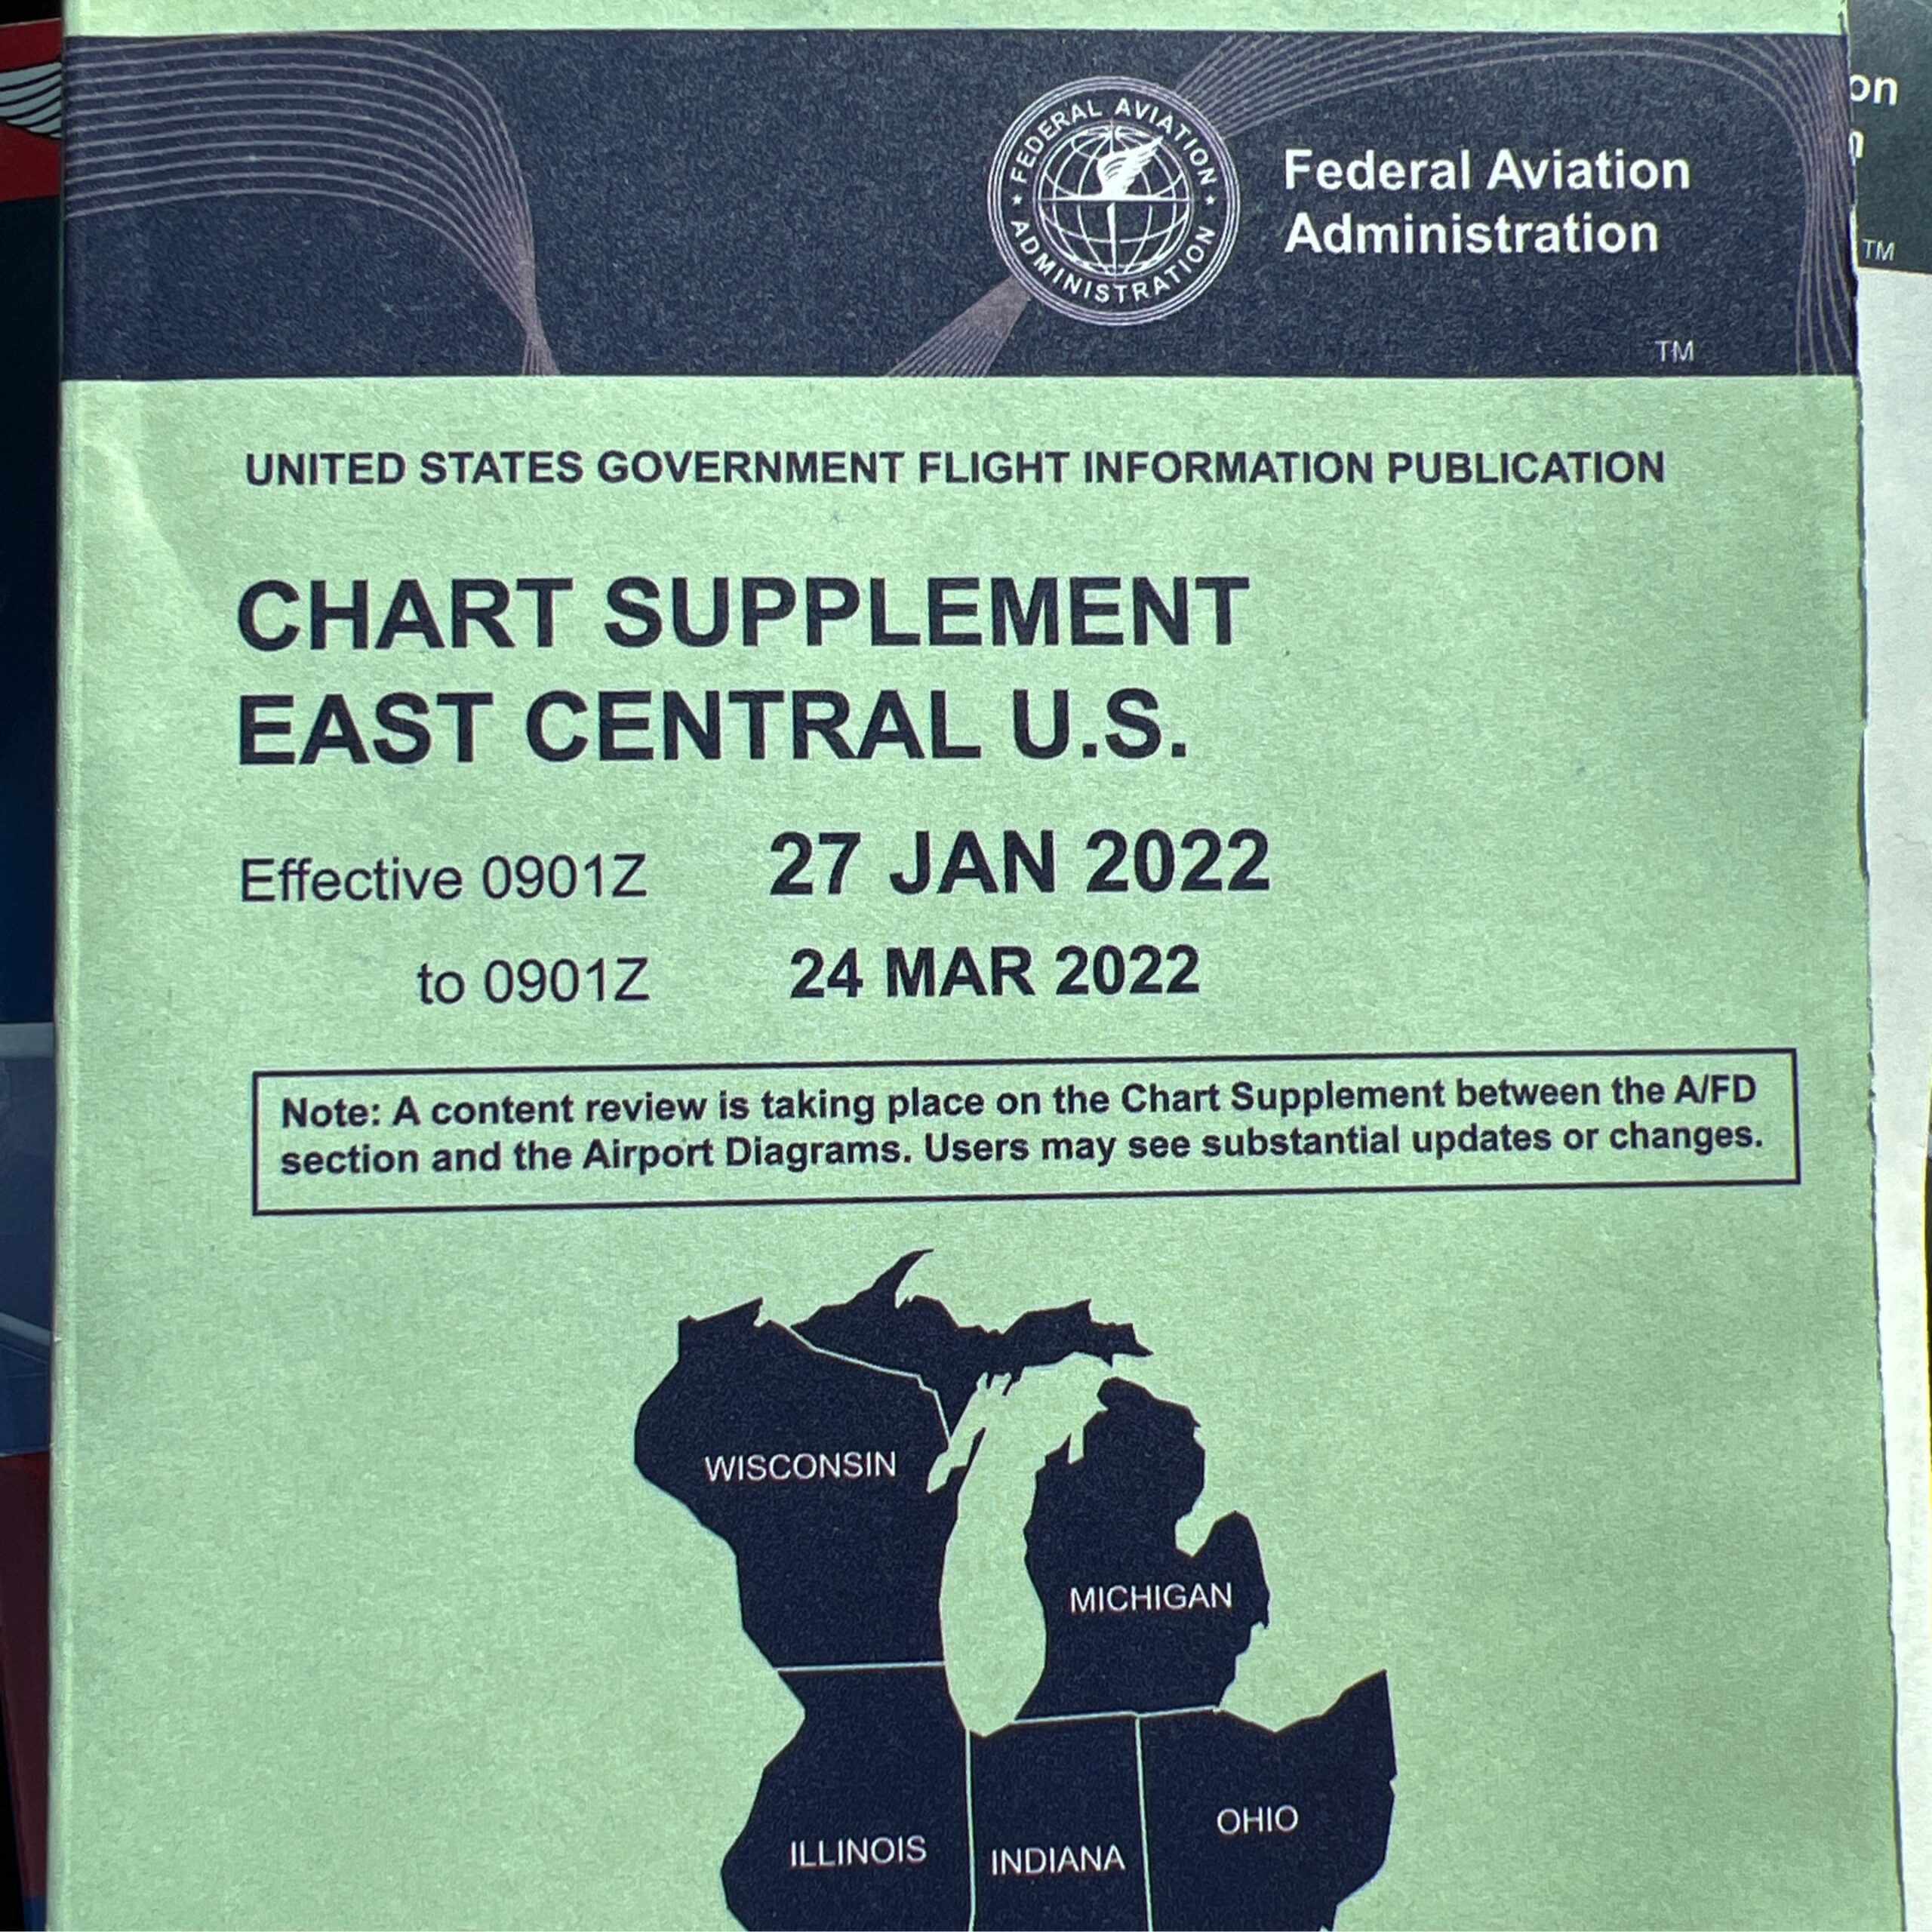 FEDERAL AVIATION
ADMINISTRATION
Federal Aviation
Administration
TM
on
TM
UNITED STATES GOVERNMENT FLIGHT INFORMATION PUBLICATION
CHART SUPPLEMENT
EAST CENTRAL U.S.
Effective 0901Z 27 JAN 2022
to 0901Z 24 MAR 2022
Note: A content review is taking place on the Chart Supplement between the A/FD
section and the Airport Diagrams. Users may see substantial updates or changes.
WISCONSIN
MICHIGAN
OHIO
ILLINOIS
INDIANA